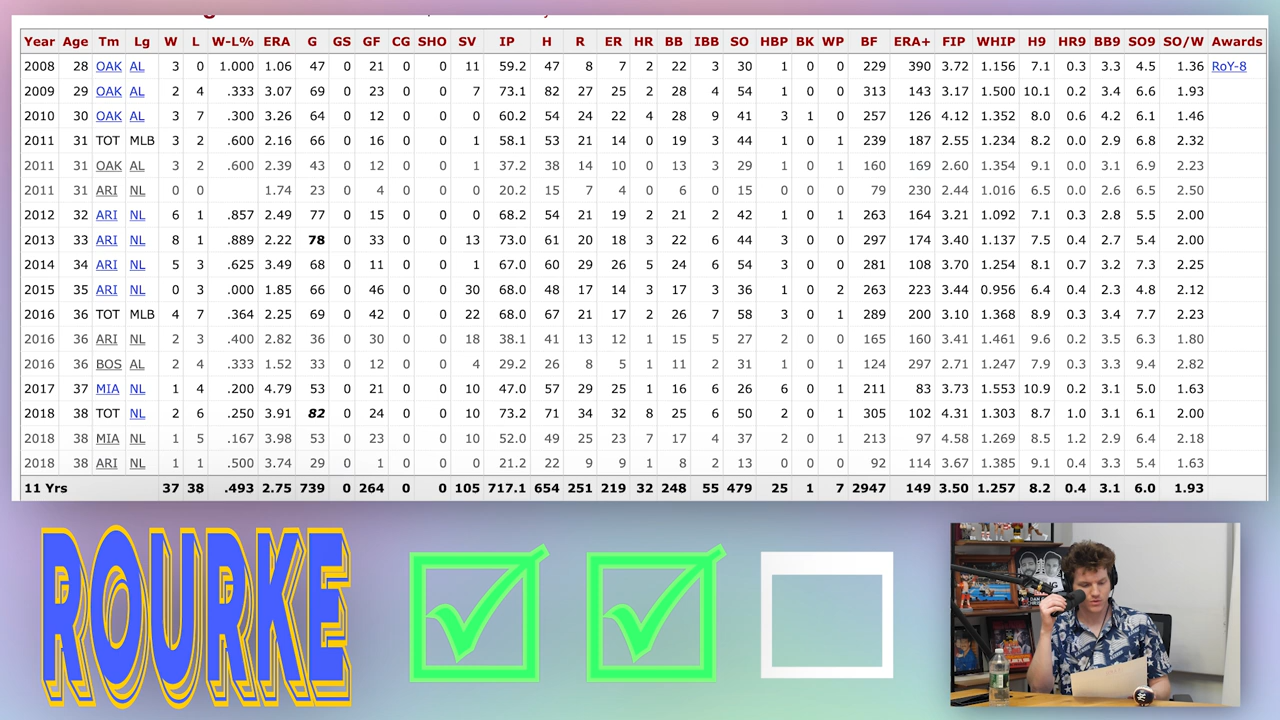 Year Age Tm Lg W L W-L% ERA G GS GF CG SHO SV IP H R ER HR BB IBB SO HBP BK WP BF ERA+ FIP WHIP H9 HR9 BB9 SO9 SO/W Awards
2008 28 OAK AL 3 0 1.000 1.06 47 0 21 0 0 11 59.2 47 8 7 2 22 3 30 1 0 0 229 390 3.72 1.156 7.1 0.3 3.3 4.5 1.36 RoY-8
2009 29 OAK AL 2 4 .333 3.07 69 0 23 0 0 7 73.1 82 27 25 2 28 4 54 1 0 0 313 143 3.17 1.500 10.1 0.2 3.4 6.6 1.93
2010 30 OAK AL 3 7 .300 3.26 64 0 12 0 0 0 60.2 54 24 22 4 28 9 41 3 1 0 257 126 4.12 1.352 8.0 0.6 4.2 6.1 1.46
2011 31 TOT MLB 3 2 .600 2.16 66 0 16 0 0 1 58.1 53 21 14 0 19 3 44 1 0 1 239 187 2.55 1.234 8.2 0.0 2.9 6.8 2.32
2011 31 OAK AL 3 2 .600 2.39 43 0 12 0 0 1 37.2 38 14 10 0 13 3 29 1 0 1 160 169 2.60 1.354 9.1 0.0 3.1 6.9 2.23
2011 31 ARI NL 0 0 1.74 23 0 4 0 0 0 20.2 15 7 4 0 6 0 15 0 0 0 79 230 2.44 1.016 6.5 0.0 2.6 6.5 2.50
2012 32 ARI NL 6 1 .857 2.49 77 0 15 0 0 0 68.2 54 21 19 2 21 2 42 1 0 1 263 164 3.21 1.092 7.1 0.3 2.8 5.5 2.00
2013 33 ARI NL 8 1 .889 2.22 78 0 33 0 0 13 73.0 61 20 18 3 22 6 44 3 0 0 297 174 3.40 1.137 7.5 0.4 2.7 5.4 2.00
2014 34 ARI NL 5 3 .625 3.49 68 0 11 0 0 1 67.0 60 29 26 5 24 6 54 3 0 0 281 108 3.70 1.254 8.1 0.7 3.2 7.3 2.25
2015 35 ARI NL 0 3 .000 1.85 66 0 46 0 0 30 68.0 48 17 14 3 17 3 36 1 0 2 263 223 3.44 0.956 6.4 0.4 2.3 4.8 2.12
2016 36 TOT MLB 4 7 .364 2.25 69 0 42 0 0 22 68.0 67 21 17 2 26 7 58 3 0 0 289 200 3.10 1.368 8.9 0.3 3.4 7.7 2.23
2016 36 ARI NL 2 3 .400 2.82 36 0 30 0 0 18 38.1 41 13 12 1 15 5 27 2 0 0 165 160 3.41 1.461 9.6 0.2 3.5 6.3 1.80
2016 36 BOS AL 2 4 .333 1.52 33 0 12 0 0 4 29.2 26 8 5 1 11 2 31 1 0 0 124 297 2.71 1.247 7.9 0.3 3.3 9.4 2.82
2017 37 MIA NL 1 4 .200 4.79 53 0 21 0 0 10 47.0 57 29 25 1 16 6 26 6 0 1 211 83 3.73 1.553 10.9 0.2 3.1 5.0 1.63
2018 38 TOT NL 2 6 .250 3.91 82 0 24 0 0 10 73.2 71 34 32 8 25 6 50 2 0 1 305 102 4.31 1.303 8.7 1.0 3.1 6.1 2.00
2018 38 MIA NL 1 5 .167 3.98 53 0 23 0 0 10 52.0 49 25 23 7 17 4 37 2 0 1 213 97 4.58 1.269 8.5 1.2 2.9 6.4 2.18
2018 38 ARI NL 1 1 .500 3.74 29 0 1 0 0 0 21.2 22 9 9 1 8 2 13 0 0 0 92 114 3.67 1.385 9.1 0.4 3.3 5.4 1.63
11 Yrs 37 38 .493 2.75 739 0 264 0 0 105 717.1 654 251 219 32 248 55 479 25 1 7 2947 149 3.50 1.257 8.2 0.4 3.1 6.0 1.93
ROURKE